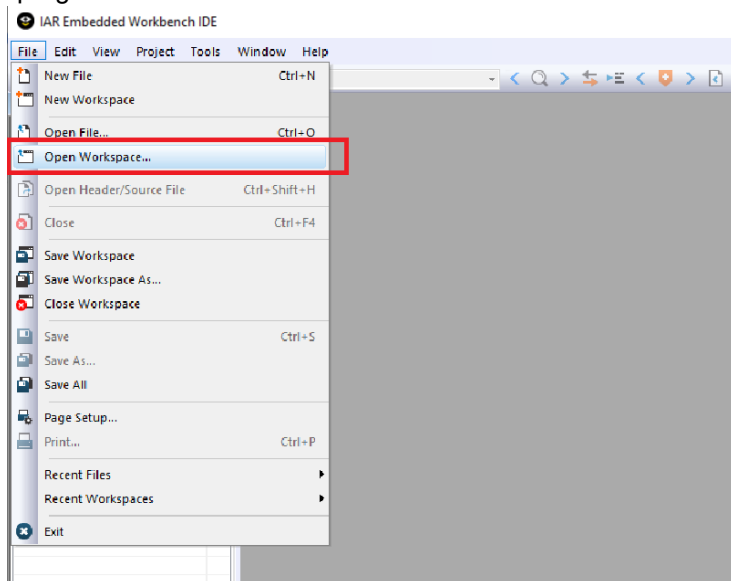 IAR Embedded Workbench IDE
File Edit View Project Tools Window Help
New File Ctrl+N
New Workspace
Open File... Ctrl+O
Open Workspace...
Open Header/Source File Ctrl+Shift+H
Close Ctrl+F4
Save Workspace
Save Workspace As...
Close Workspace
Save Ctrl+S
Save As...
Save All
Page Setup...
Print... Ctrl+P
Recent Files
Recent Workspaces
Exit